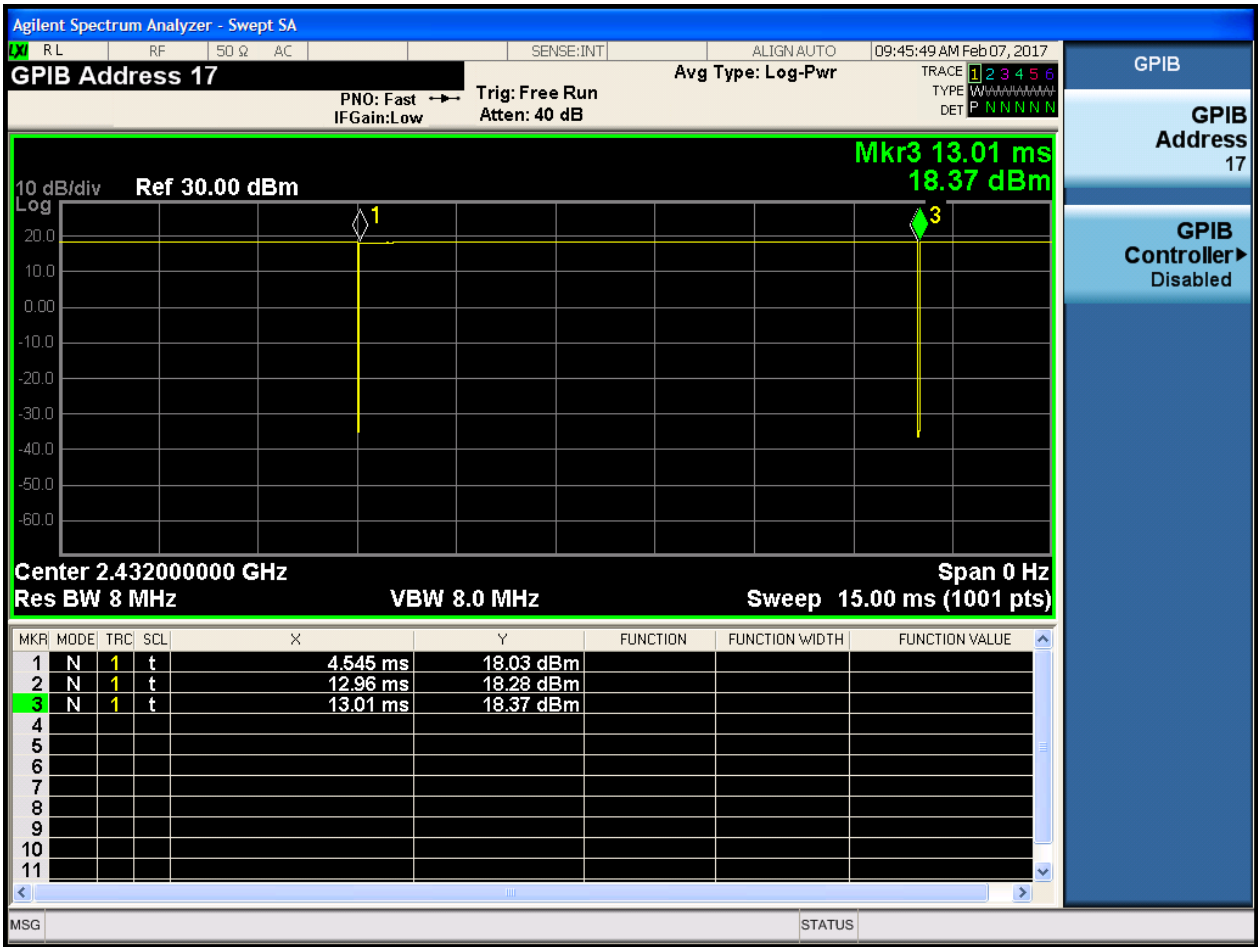 Agilent Spectrum Analyzer - Swept SA
LXI RL RF 50 Ω AC SENSE:INT ALIGN AUTO 09:45:49 AM Feb 07, 2017
GPIB Address 17
PNO: Fast
IFGain:Low
Trig: Free Run
Atten: 40 dB
Avg Type: Log-Pwr
TRACE 1 2 3 4 5 6
TYPE WWWWWW
DET P N N N N N
GPIB
GPIB
Address
17
GPIB
Controller
Disabled
Mkr3 13.01 ms
18.37 dBm
10 dB/div Ref 30.00 dBm
Log
1
3
20.0
10.0
0.00
-10.0
-20.0
-30.0
-40.0
-50.0
-60.0
Center 2.432000000 GHz Span 0 Hz
Res BW 8 MHz VBW 8.0 MHz Sweep 15.00 ms (1001 pts)
MKR MODE TRC SCL X Y FUNCTION FUNCTION WIDTH FUNCTION VALUE
1 N 1 t 4.545 ms 18.03 dBm
2 N 1 t 12.96 ms 18.28 dBm
3 N 1 t 13.01 ms 18.37 dBm
4
5
6
7
8
9
10
11
MSG STATUS